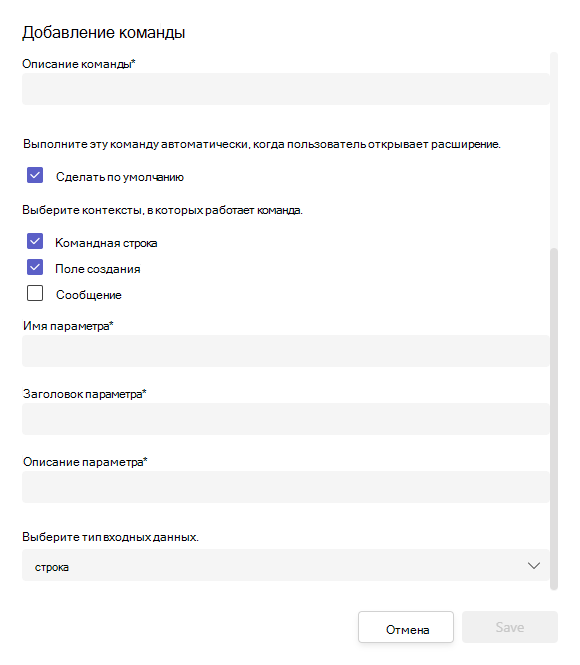 Добавление команды
Описание команды*
Выполните эту команду автоматически, когда пользователь открывает расширение.
Сделать по умолчанию
Выберите контексты, в которых работает команда.
Командная строка
Поле создания
Сообщение
Имя параметра*
Заголовок параметра*
Описание параметра*
Выберите тип входных данных.
строка
Отмена
Save